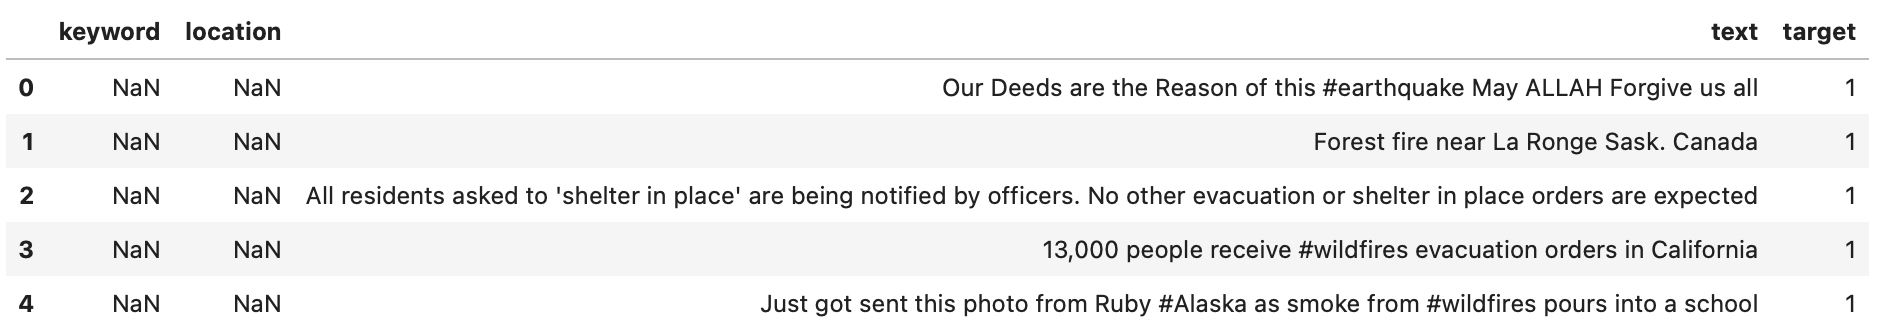 keyword location text target
0 NaN NaN Our Deeds are the Reason of this #earthquake May ALLAH Forgive us all 1
1 NaN NaN Forest fire near La Ronge Sask. Canada 1
2 NaN NaN All residents asked to 'shelter in place' are being notified by officers. No other evacuation or shelter in place orders are expected 1
3 NaN NaN 13,000 people receive #wildfires evacuation orders in California 1
4 NaN NaN Just got sent this photo from Ruby #Alaska as smoke from #wildfires pours into a school 1